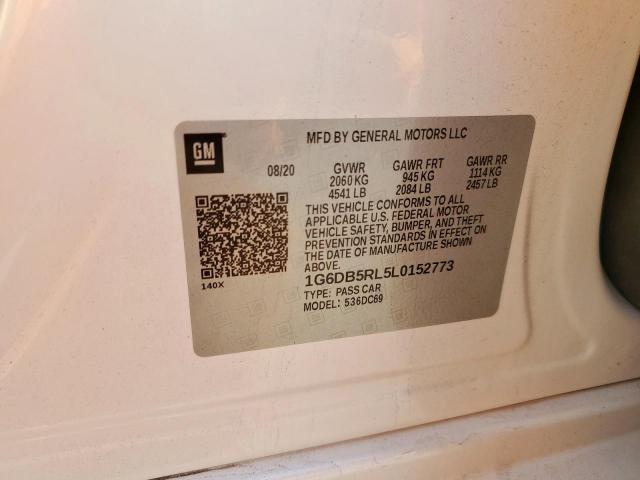 GM
MFD BY GENERAL MOTORS LLC
08/20 GVWR GAWR FRT GAWR RR
2060 KG 945 KG 1114 KG
4541 LB 2084 LB 2457 LB
THIS VEHICLE CONFORMS TO ALL
APPLICABLE U.S. FEDERAL MOTOR
VEHICLE SAFETY, BUMPER, AND THEFT
PREVENTION STANDARDS IN EFFECT ON
THE DATE OF MANUFACTURE SHOWN
ABOVE.
140X
1G6DB5RL5L0152773
TYPE: PASS CAR
MODEL: 536DC69